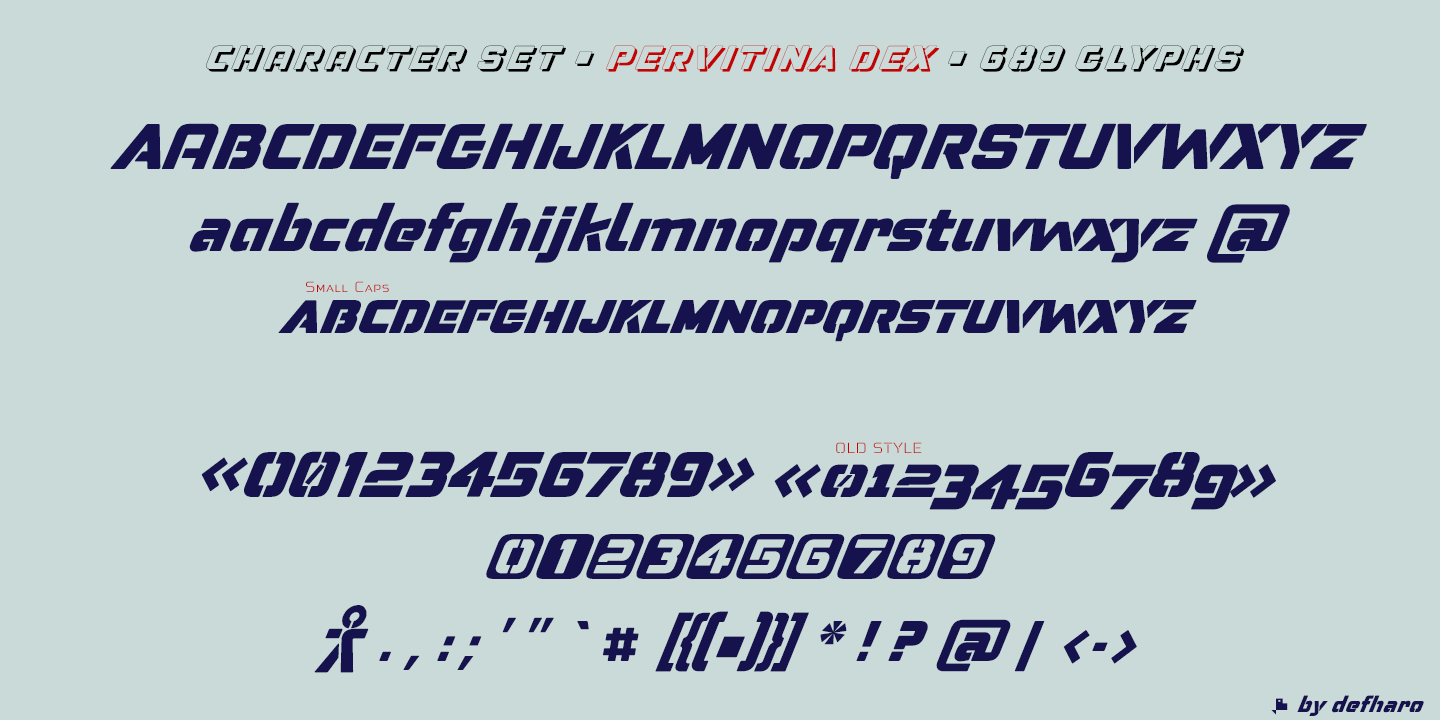 CHARACTER SET • PERVITINA DEX • 689 GLYPHS
AABCDEFGHIJKLMNOPQRSTUVWXYZ
aabcdefghijklmnopqrstuvwxyz @
Small Caps
ABCDEFGHIJKLMNOPQRSTUVWXYZ
OLD STYLE
«00123456789» «0123456789»
0123456789
. , : ; ' " ` # [{(▪)}] * ! ? @ / ‹-›
by defharo